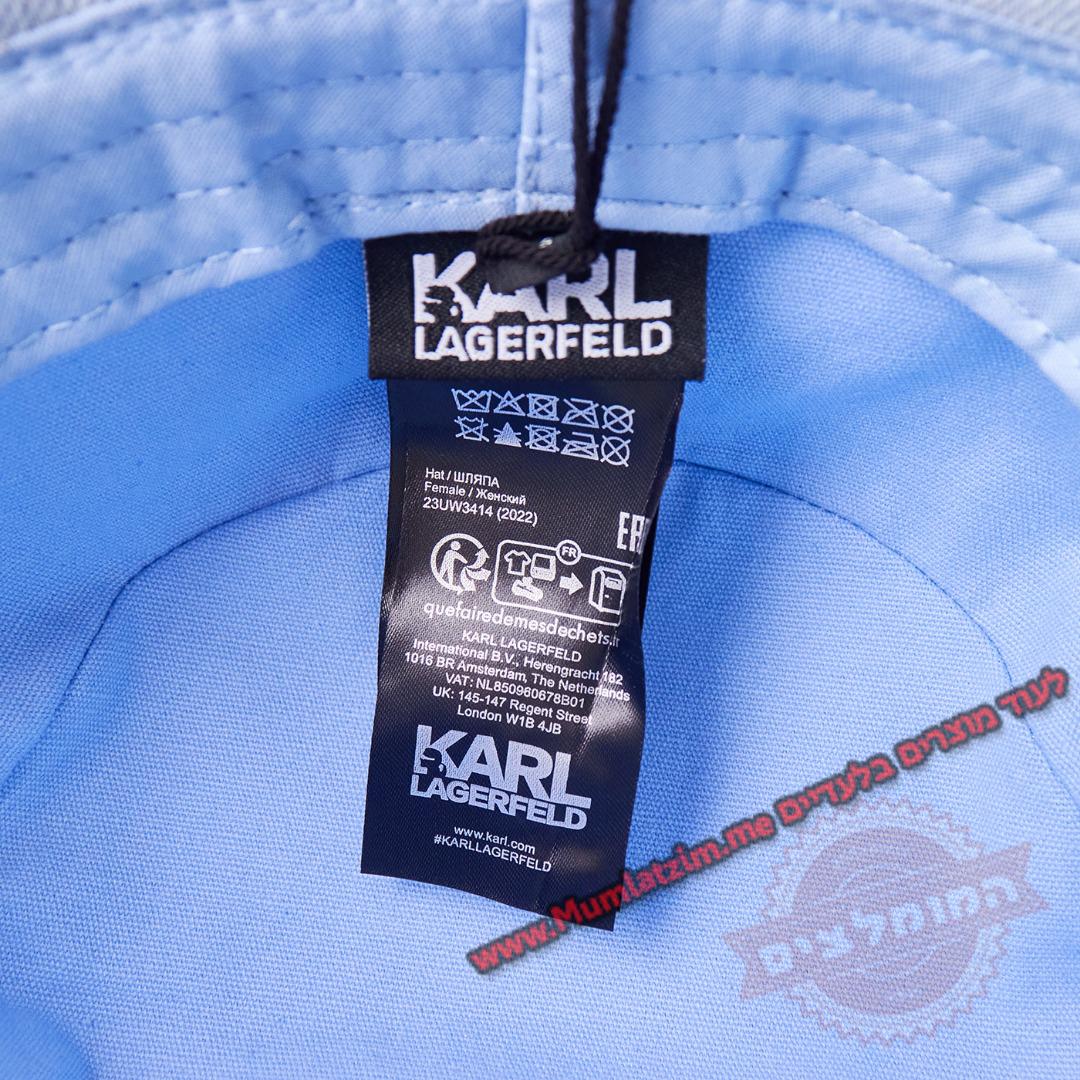 KARL
LAGERFELD
Hat / ШЛЯПА
Female / Женский
23UW3414 (2022)
FR
quefairedemesdechets.fr
KARL LAGERFELD
International B.V., Herengracht 182
1016 BR Amsterdam, The Netherlands
VAT: NL850960678B01
UK: 145-147 Regent Street
London W1B 4JB
KARL
LAGERFELD
www.karl.com
#KARLLAGERFELD
www.Mumlatzim.me לעוד מוצרים בלעדיים
המומלצים